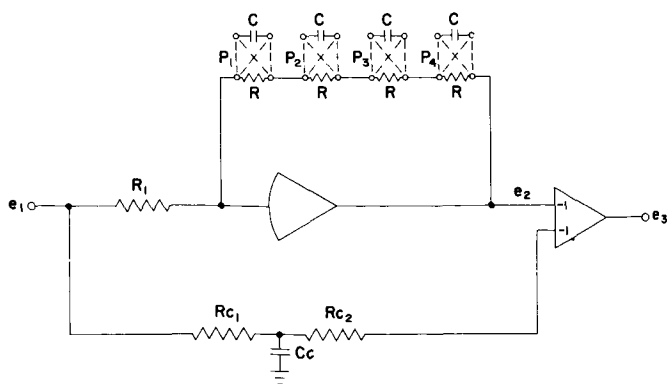 C C C C
P1 P2 P3 P4
x x x x
R R R R
R1
e1
e2
-1
e3
-1
Rc1 Rc2
Cc